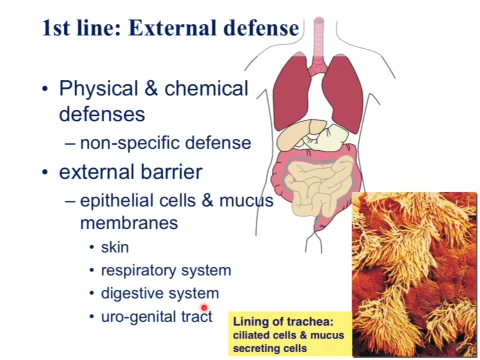 1st line: External defense
• Physical & chemical
defenses
– non-specific defense
• external barrier
– epithelial cells & mucus
membranes
• skin
• respiratory system
• digestive system
• uro-genital tract
Lining of trachea:
ciliated cells & mucus
secreting cells